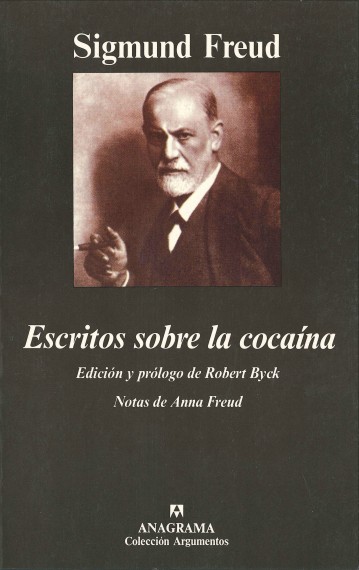 Sigmund Freud
Escritos sobre la cocaína
Edición y prólogo de Robert Byck
Notas de Anna Freud
ANAGRAMA
Colección Argumentos